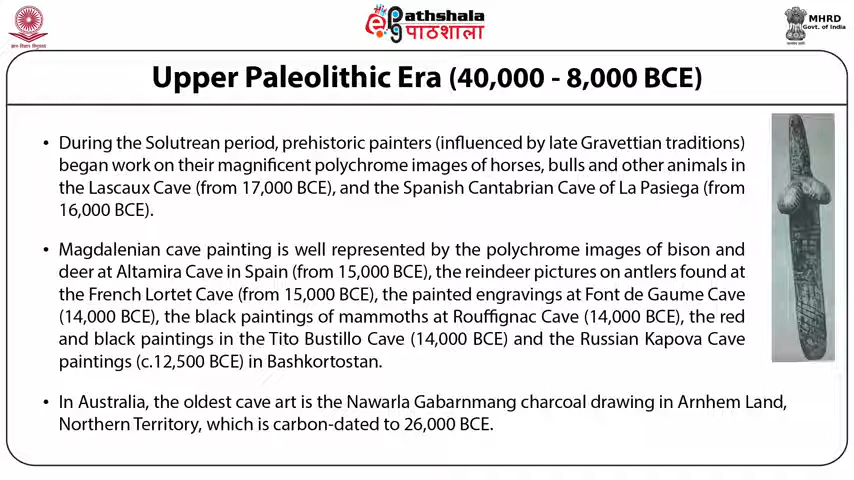 ज्ञान-विज्ञान विमुक्तये
epathshala
पाठशाला
MHRD
Govt. of India
सत्यमेव जयते
Upper Paleolithic Era (40,000 - 8,000 BCE)
• During the Solutrean period, prehistoric painters (influenced by late Gravettian traditions)
began work on their magnificent polychrome images of horses, bulls and other animals in
the Lascaux Cave (from 17,000 BCE), and the Spanish Cantabrian Cave of La Pasiega (from
16,000 BCE).
• Magdalenian cave painting is well represented by the polychrome images of bison and
deer at Altamira Cave in Spain (from 15,000 BCE), the reindeer pictures on antlers found at
the French Lortet Cave (from 15,000 BCE), the painted engravings at Font de Gaume Cave
(14,000 BCE), the black paintings of mammoths at Rouffignac Cave (14,000 BCE), the red
and black paintings in the Tito Bustillo Cave (14,000 BCE) and the Russian Kapova Cave
paintings (c.12,500 BCE) in Bashkortostan.
• In Australia, the oldest cave art is the Nawarla Gabarnmang charcoal drawing in Arnhem Land,
Northern Territory, which is carbon-dated to 26,000 BCE.